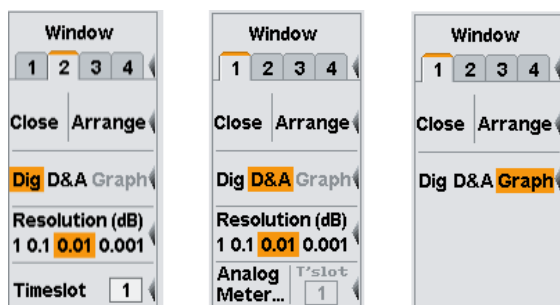 Window
1 2 3 4
Close Arrange
Dig D&A Graph
Resolution (dB)
1 0.1 0.01 0.001
Timeslot 1
Window
1 2 3 4
Close Arrange
Dig D&A Graph
Resolution (dB)
1 0.1 0.01 0.001
Analog T'slot
Meter... 1
Window
1 2 3 4
Close Arrange
Dig D&A Graph